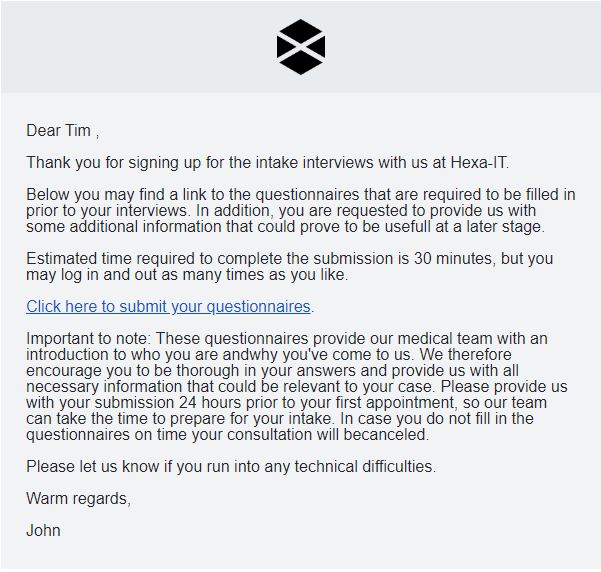 Dear Tim ,
Thank you for signing up for the intake interviews with us at Hexa-IT.
Below you may find a link to the questionnaires that are required to be filled in
prior to your interviews. In addition, you are requested to provide us with
some additional information that could prove to be usefull at a later stage.
Estimated time required to complete the submission is 30 minutes, but you
may log in and out as many times as you like.
Click here to submit your questionnaires.
Important to note: These questionnaires provide our medical team with an
introduction to who you are andwhy you've come to us. We therefore
encourage you to be thorough in your answers and provide us with all
necessary information that could be relevant to your case. Please provide us
with your submission 24 hours prior to your first appointment, so our team
can take the time to prepare for your intake. In case you do not fill in the
questionnaires on time your consultation will becanceled.
Please let us know if you run into any technical difficulties.
Warm regards,
John